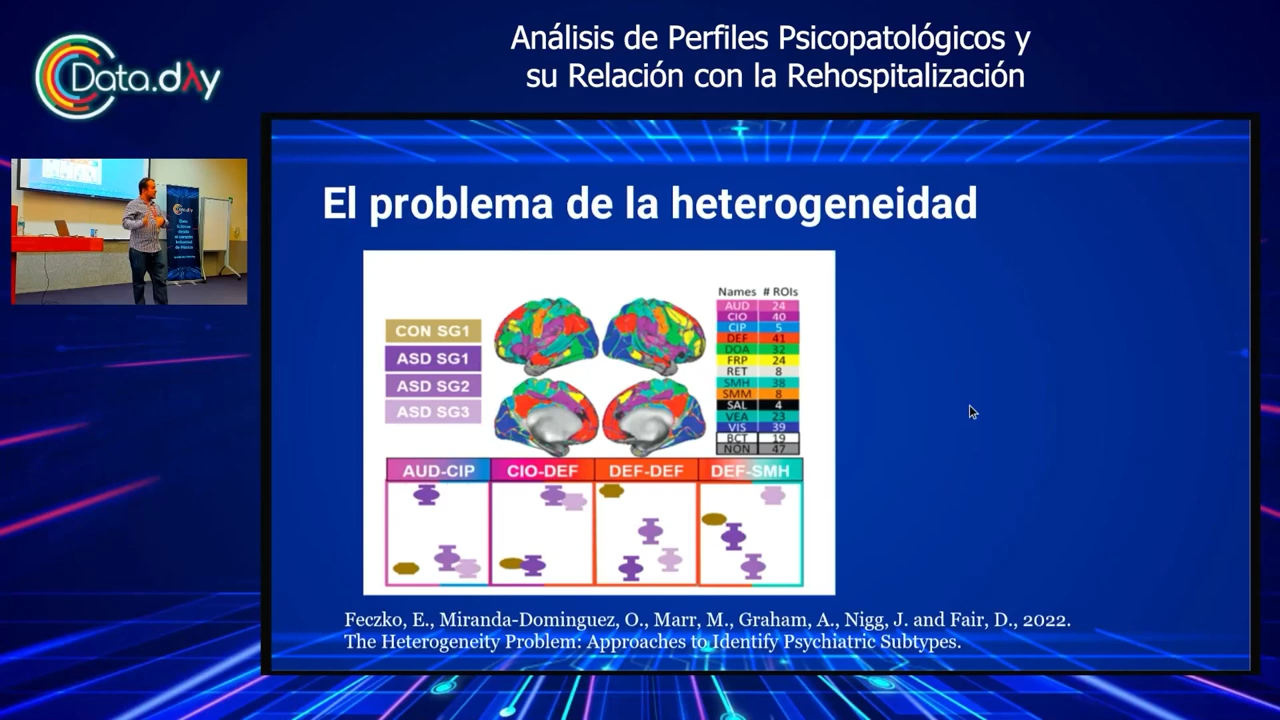 Data.dλy
Análisis de Perfiles Psicopatológicos y
su Relación con la Rehospitalización
El problema de la heterogeneidad
CON SG1
ASD SG1
ASD SG2
ASD SG3
Names # ROIs
AUD 24
CIO 40
CIP 5
DEF 41
DOA 32
FRP 24
RET 8
SMH 38
SMM 8
SAL 4
VEA 23
VIS 39
BCT 19
NON 47
AUD-CIP CIO-DEF DEF-DEF DEF-SMH
Feczko, E., Miranda-Dominguez, O., Marr, M., Graham, A., Nigg, J. and Fair, D., 2022.
The Heterogeneity Problem: Approaches to Identify Psychiatric Subtypes.